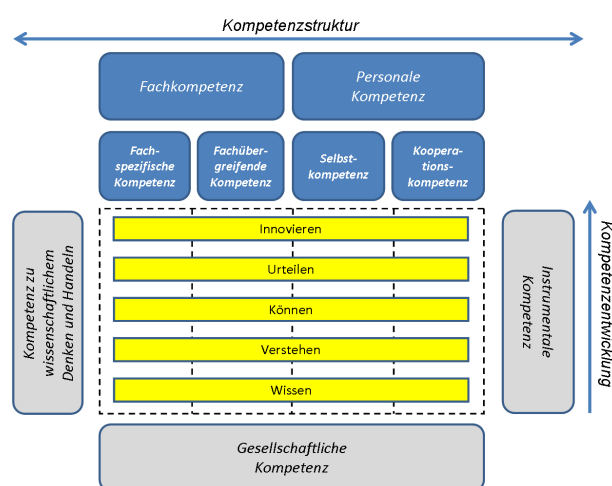 Kompetenzstruktur
Fachkompetenz
Personale
Kompetenz
Fach-
spezifische
Kompetenz
Fachüber-
greifende
Kompetenz
Selbst-
kompetenz
Koopera-
tions-
kompetenz
Kompetenz zu
wissenschaftlichem
Denken und Handeln
Innovieren
Urteilen
Können
Verstehen
Wissen
Instrumentale
Kompetenz
Kompetenzentwicklung
Gesellschaftliche
Kompetenz